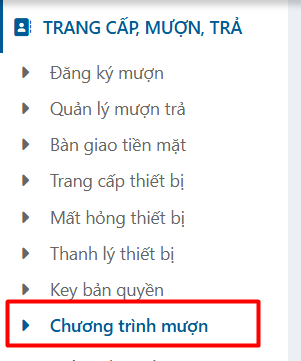 TRANG CẤP, MƯỢN, TRẢ
Đăng ký mượn
Quản lý mượn trả
Bàn giao tiền mặt
Trang cấp thiết bị
Mất hỏng thiết bị
Thanh lý thiết bị
Key bản quyền
Chương trình mượn